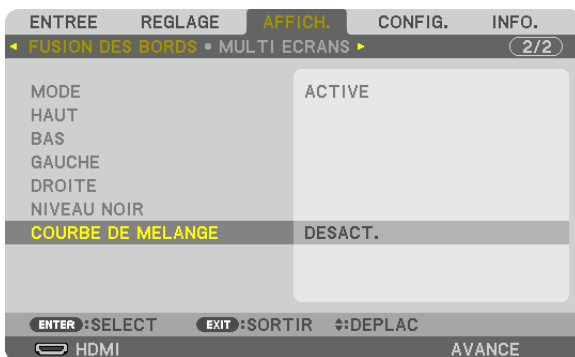 ENTREE REGLAGE AFFICH. CONFIG. INFO.
FUSION DES BORDS • MULTI ECRANS 2/2
MODE ACTIVE
HAUT
BAS
GAUCHE
DROITE
NIVEAU NOIR
COURBE DE MELANGE DESACT.
ENTER :SELECT EXIT :SORTIR :DEPLAC
HDMI AVANCE